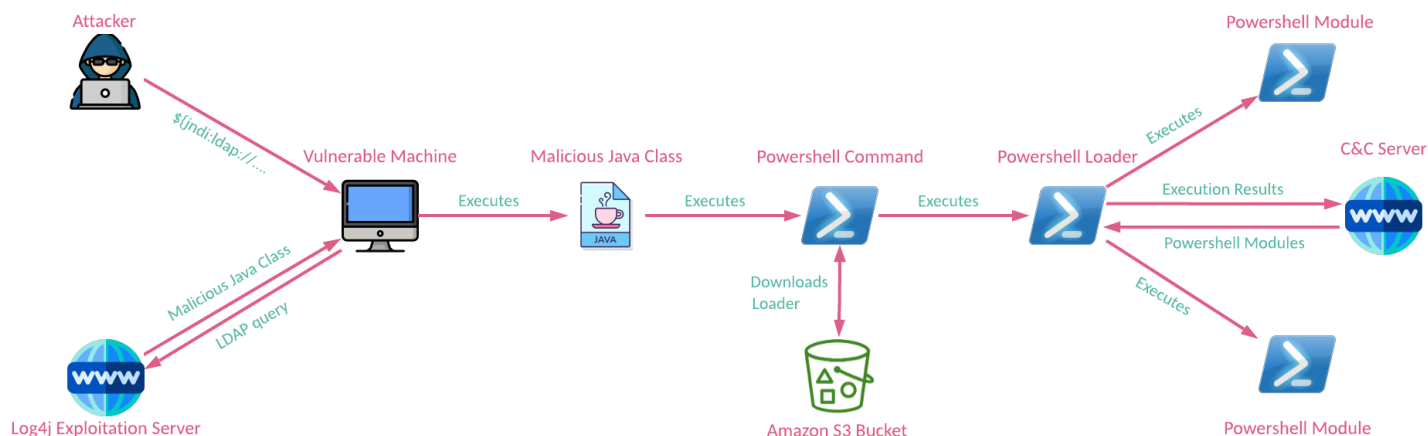 Attacker
Powershell Module
${jndi:ldap://....
Vulnerable Machine
Malicious Java Class
Powershell Command
Powershell Loader
C&C Server
Executes
Execution Results
Executes
Executes
Executes
WWW
JAVA
Powershell Modules
Malicious Java Class
LDAP query
Downloads
Loader
Executes
WWW
Log4j Exploitation Server
Amazon S3 Bucket
Powershell Module